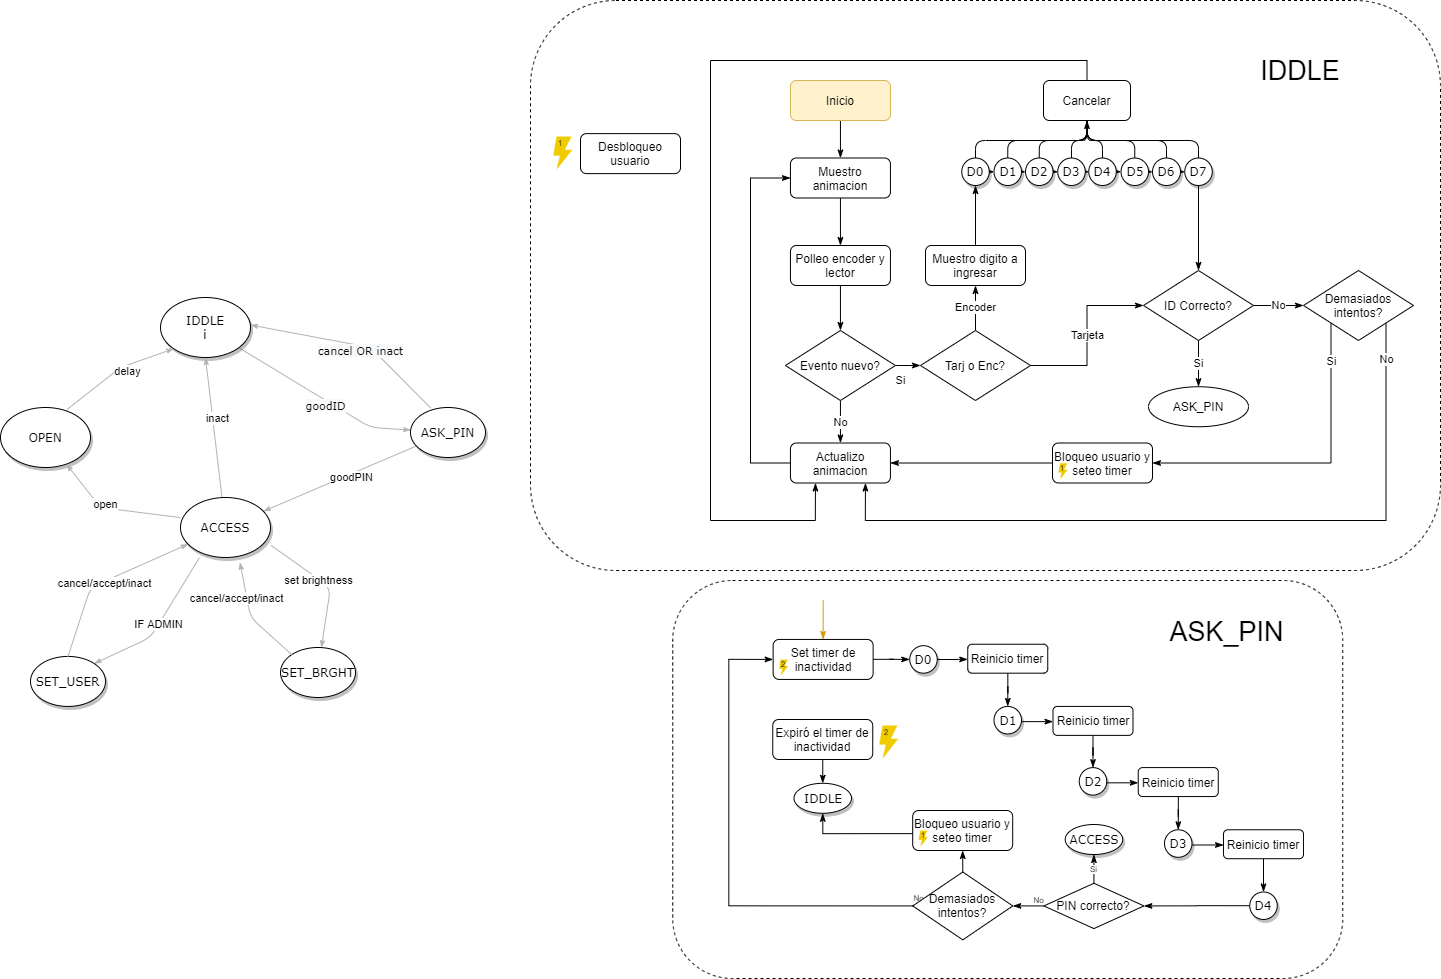 IDDLE
i
cancel OR inact
delay
goodID
inact
OPEN
ASK_PIN
goodPIN
open
ACCESS
cancel/accept/inact
set brightness
cancel/accept/inact
IF ADMIN
SET_USER
SET_BRGHT
IDDLE
Inicio
Cancelar
1
Desbloqueo
usuario
Muestro
animacion
D0
D1
D2
D3
D4
D5
D6
D7
Polleo encoder y
lector
Muestro digito a
ingresar
Encoder
Tarjeta
ID Correcto?
No
Demasiados
intentos?
Evento nuevo?
Si
Tarj o Enc?
Si
Si
No
ASK_PIN
No
Actualizo
animacion
Bloqueo usuario y
1
seteo timer
ASK_PIN
Set timer de
2
inactividad
D0
Reinicio timer
D1
Reinicio timer
Expiró el timer de
inactividad
2
D2
Reinicio timer
IDDLE
Bloqueo usuario y
1
seteo timer
ACCESS
D3
Reinicio timer
Si
No
Demasiados
intentos?
No
PIN correcto?
D4